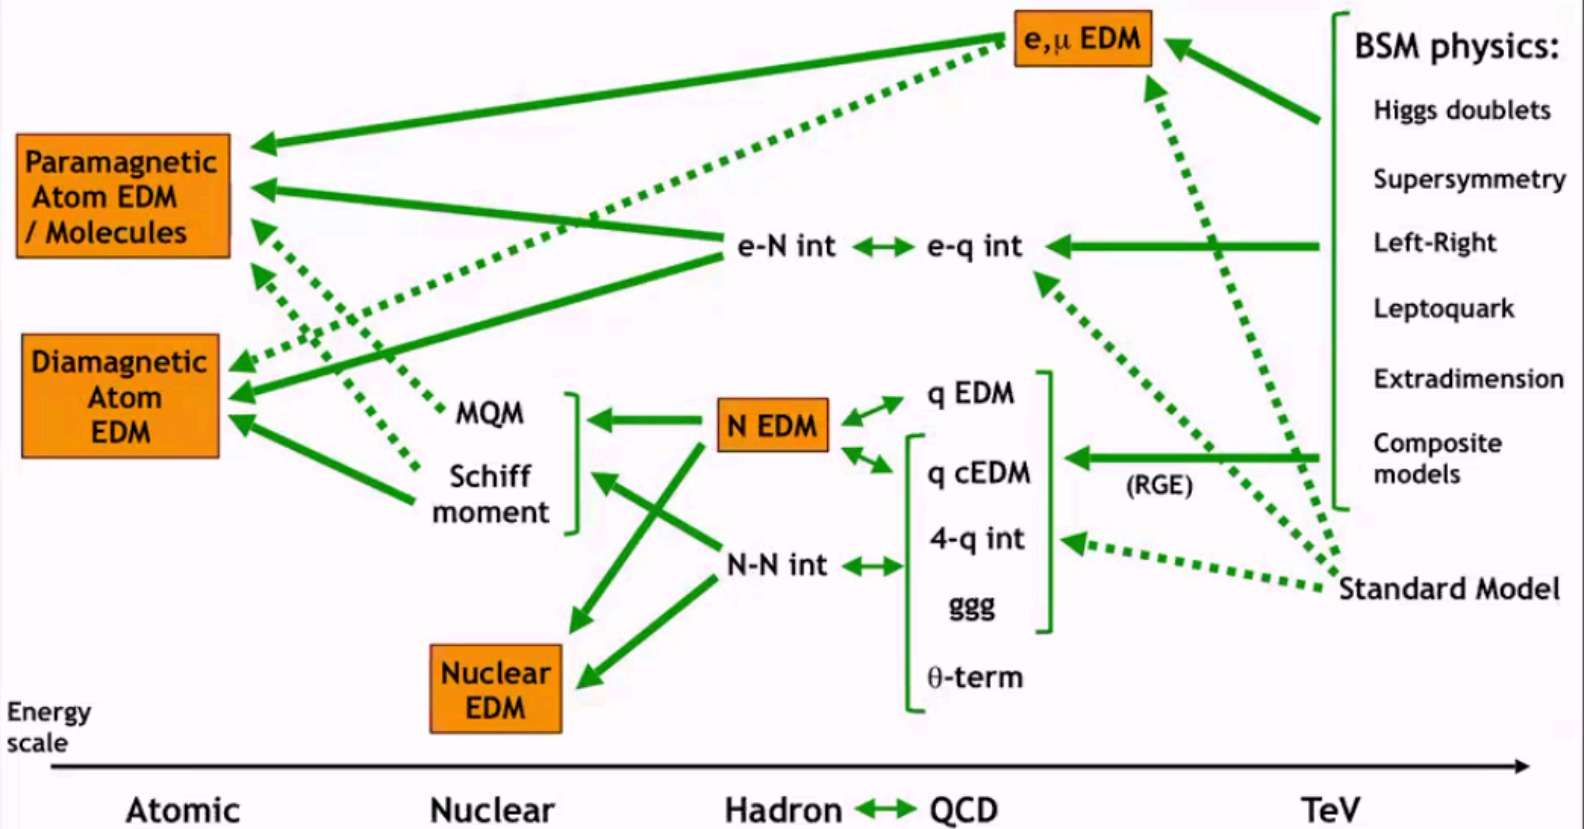 e,μ EDM
BSM physics:
Higgs doublets
Supersymmetry
Left-Right
Leptoquark
Extradimension
Composite
models
Paramagnetic
Atom EDM
/ Molecules
e-N int
e-q int
Diamagnetic
Atom
EDM
MQM
Schiff
moment
N EDM
q EDM
q cEDM
(RGE)
4-q int
N-N int
ggg
θ-term
Standard Model
Nuclear
EDM
Energy
scale
Atomic
Nuclear
Hadron
QCD
TeV